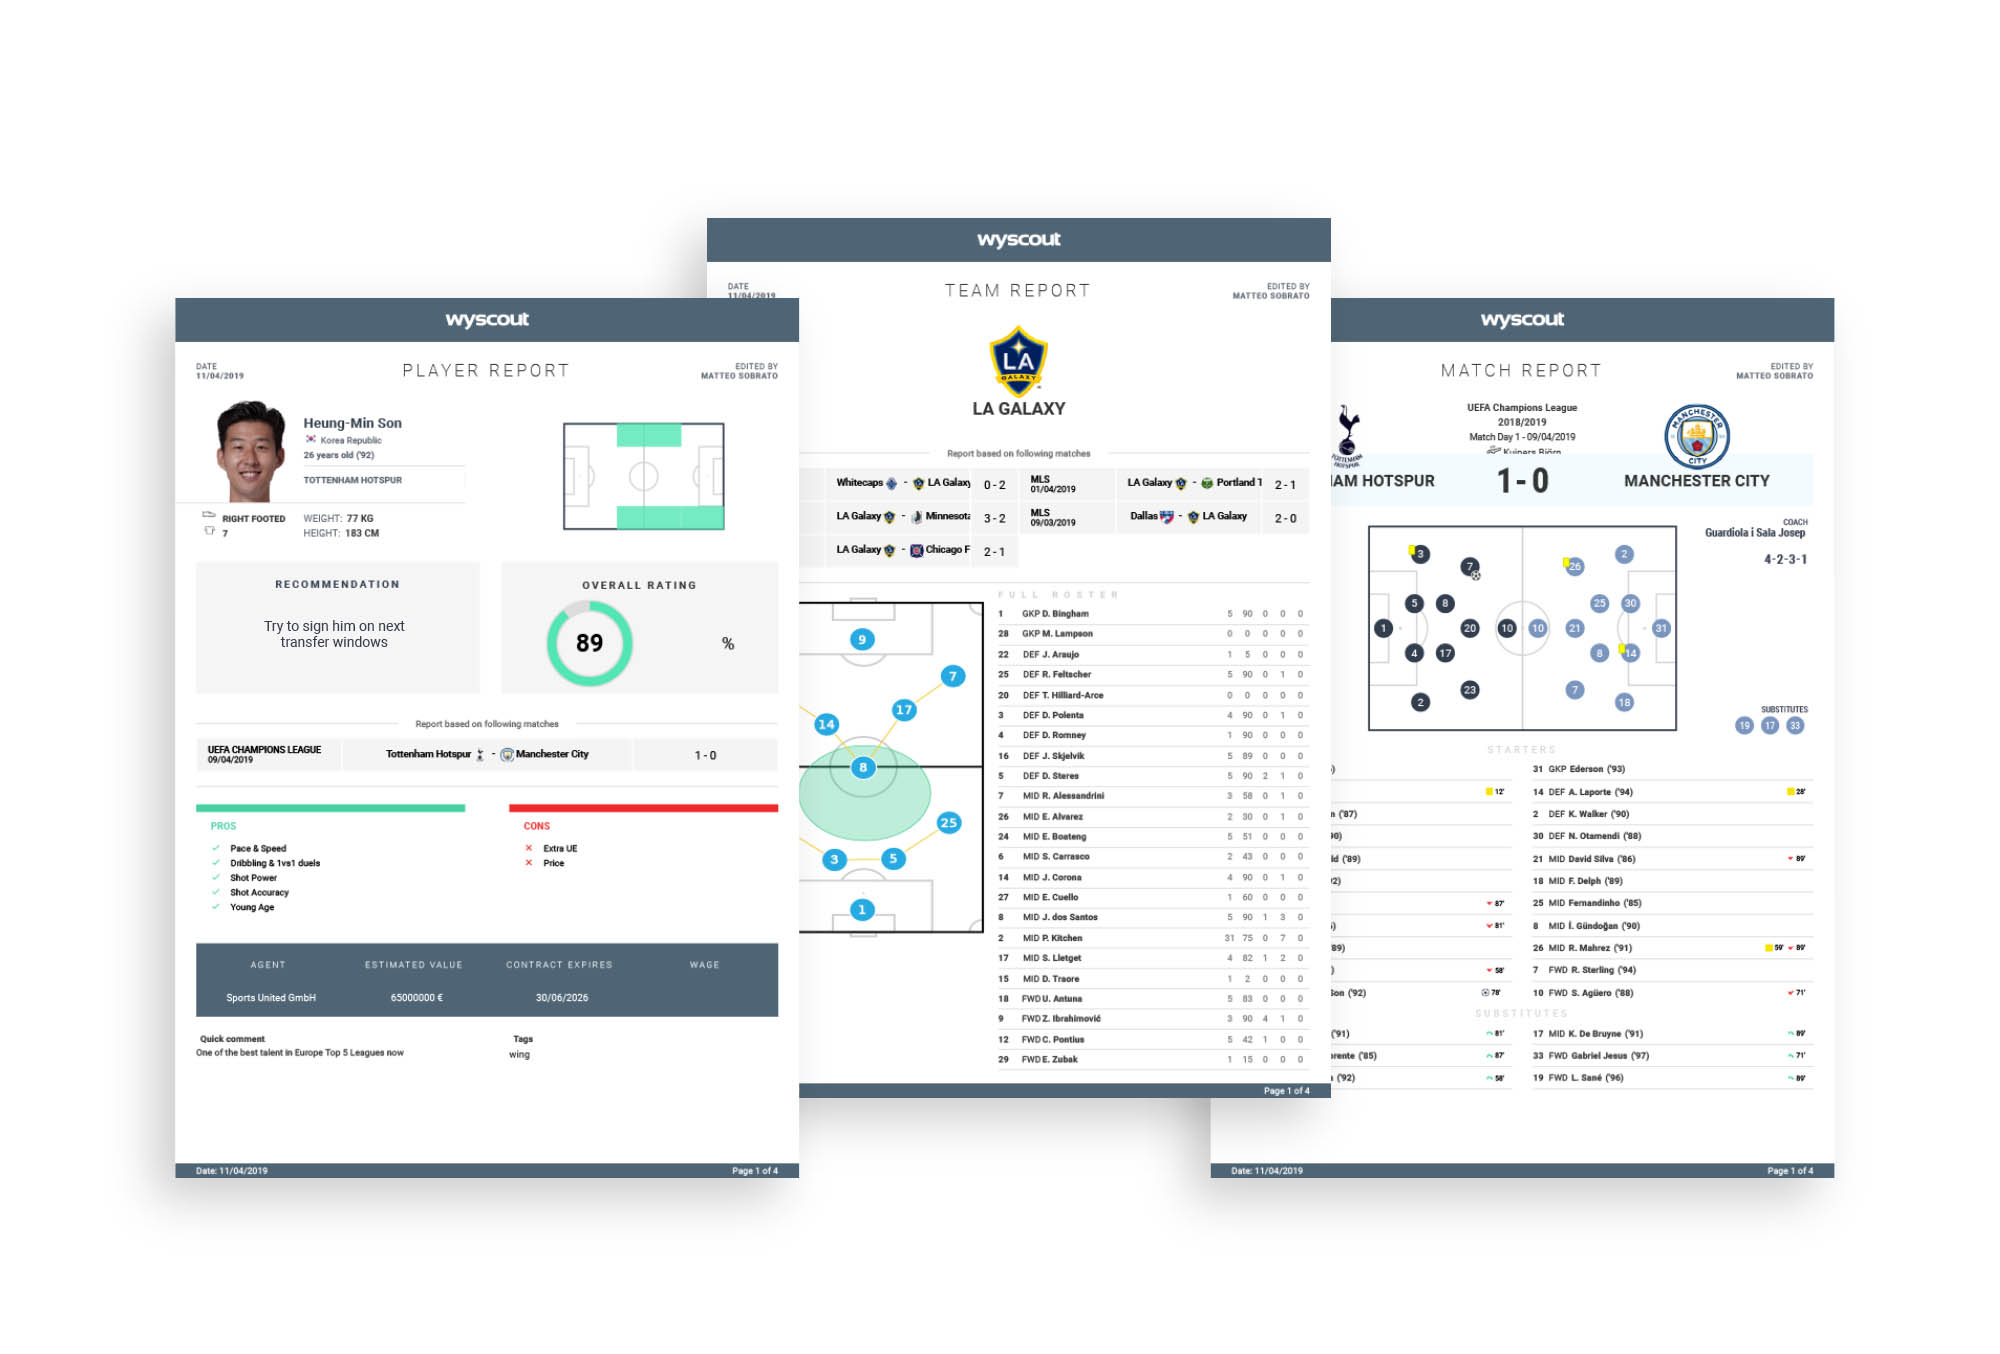 wyscout
DATE
11/04/2019
PLAYER REPORT
EDITED BY
MATTEO SOBRATO
Heung-Min Son
Korea Republic
26 years old ('92)
TOTTENHAM HOTSPUR
RIGHT FOOTED
7
WEIGHT: 77 KG
HEIGHT: 183 CM
RECOMMENDATION
Try to sign him on next
transfer windows
OVERALL RATING
89
%
Report based on following matches
UEFA CHAMPIONS LEAGUE
09/04/2019
Tottenham Hotspur - Manchester City
1 - 0
PROS
Pace & Speed
Dribbling & 1vs1 duels
Shot Power
Shot Accuracy
Young Age
CONS
Extra UE
Price
AGENT ESTIMATED VALUE CONTRACT EXPIRES WAGE
Sports United GmbH 65000000 € 30/06/2026
Quick comment
One of the best talent in Europe Top 5 Leagues now
Tags
wing
Date: 11/04/2019 Page 1 of 4
wyscout
DATE
11/04/2019
TEAM REPORT
EDITED BY
MATTEO SOBRATO
LA
GALAXY
LA GALAXY
Report based on following matches
Whitecaps - LA Galaxy 0 - 2 MLS 01/04/2019 LA Galaxy - Portland T 2 - 1
LA Galaxy - Minnesota 3 - 2 MLS 09/03/2019 Dallas - LA Galaxy 2 - 0
LA Galaxy - Chicago F 2 - 1
9
7
17
14
8
25
3
5
1
FULL ROSTER
1 GKP D. Bingham 5 90 0 0 0
28 GKP M. Lampson 0 0 0 0 0
22 DEF J. Araujo 1 5 0 0 0
25 DEF R. Feltscher 5 90 0 1 0
20 DEF T. Hilliard-Arce 0 0 0 0 0
3 DEF D. Polenta 4 90 0 1 0
4 DEF D. Romney 1 90 0 0 0
16 DEF J. Skjelvik 5 89 0 0 0
5 DEF D. Steres 5 90 2 1 0
7 MID R. Alessandrini 3 58 0 1 0
26 MID E. Alvarez 2 30 0 1 0
24 MID E. Boateng 5 51 0 0 0
6 MID S. Carrasco 2 43 0 0 0
14 MID J. Corona 4 90 0 1 0
27 MID E. Cuello 1 60 0 0 0
8 MID J. dos Santos 5 90 1 3 0
2 MID P. Kitchen 31 75 0 7 0
17 MID S. Lletget 4 82 1 2 0
15 MID D. Traore 1 2 0 0 0
18 FWD U. Antuna 5 83 0 0 0
9 FWD Z. Ibrahimović 3 90 4 1 0
12 FWD C. Pontius 5 42 1 0 0
29 FWD E. Zubak 1 15 0 0 0
Page 1 of 4
wyscout
MATCH REPORT
EDITED BY
MATTEO SOBRATO
TOTTENHAM
HOTSPUR
UEFA Champions League
2018/2019
Match Day 1 - 09/04/2019
Kuipers Björn
MANCHESTER
CITY
AM HOTSPUR 1 - 0 MANCHESTER CITY
COACH
Guardiola i Sala Josep
4-2-3-1
3 7 26 2
5 8 25 30
1 20 10 10 21 31
4 17 8 14
2 23 7 18
SUBSTITUTES
19 17 33
STARTERS
) 31 GKP Ederson ('93)
12' 14 DEF A. Laporte ('94) 28'
n ('87) 2 DEF K. Walker ('90)
90) 30 DEF N. Otamendi ('88)
ld ('89) 21 MID David Silva ('86) 89'
2) 18 MID F. Delph ('89)
87' 25 MID Fernandinho ('85)
) 81' 8 MID İ. Gündoğan ('90)
89) 26 MID R. Mahrez ('91) 59' 89'
) 58' 7 FWD R. Sterling ('94)
Son ('92) 78' 10 FWD S. Agüero ('88) 71'
SUBSTITUTES
('91) 81' 17 MID K. De Bruyne ('91) 89'
orente ('85) 87' 33 FWD Gabriel Jesus ('97) 71'
('92) 58' 19 FWD L. Sané ('96) 89'
Date: 11/04/2019 Page 1 of 4